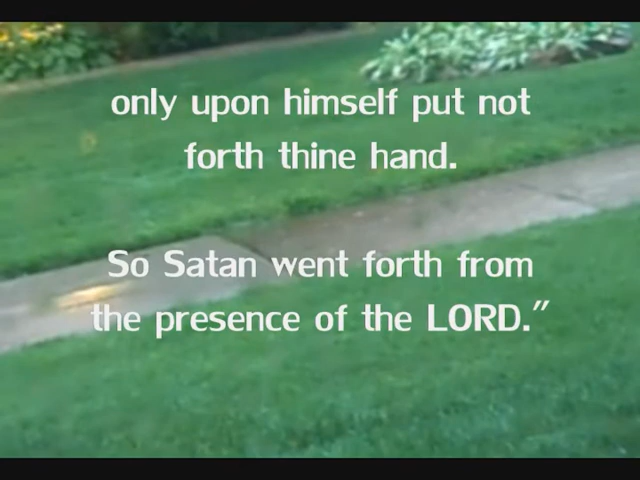 only upon himself put not
forth thine hand.
So Satan went forth from
the presence of the LORD.”